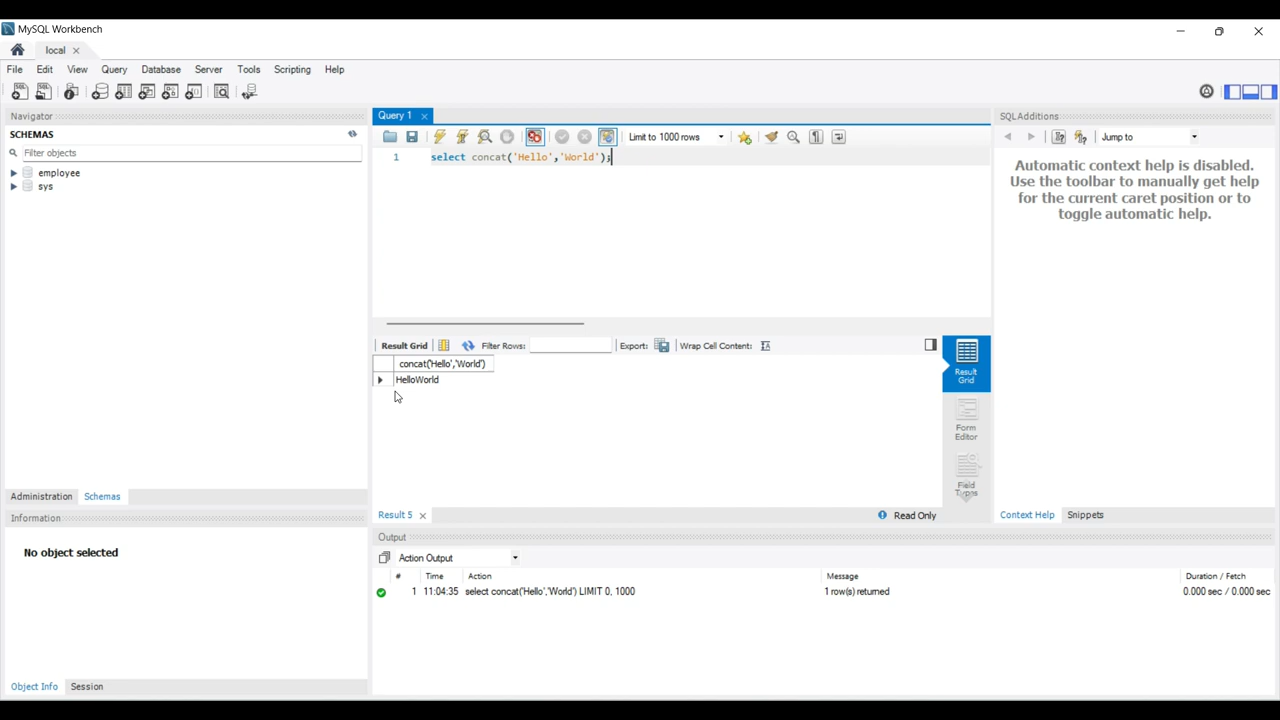 MySQL Workbench
local
File Edit View Query Database Server Tools Scripting Help
Navigator
SCHEMAS
Filter objects
employee
sys
Administration Schemas
Information
No object selected
Object Info Session
Query 1
Limit to 1000 rows
1 select concat('Hello','World');
Result Grid Filter Rows: Export: Wrap Cell Content:
concat('Hello','World')
HelloWorld
Result Grid
Form Editor
Field Types
Result 5 Read Only
SQLAdditions
Jump to
Automatic context help is disabled.
Use the toolbar to manually get help
for the current caret position or to
toggle automatic help.
Context Help Snippets
Output
Action Output
# Time Action Message Duration / Fetch
1 11:04:35 select concat('Hello','World') LIMIT 0, 1000 1 row(s) returned 0.000 sec / 0.000 sec